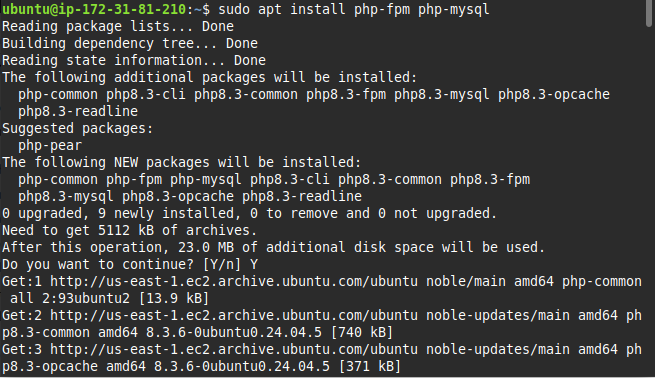 ubuntu@ip-172-31-81-210:~$ sudo apt install php-fpm php-mysql
Reading package lists... Done
Building dependency tree... Done
Reading state information... Done
The following additional packages will be installed:
  php-common php8.3-cli php8.3-common php8.3-fpm php8.3-mysql php8.3-opcache
  php8.3-readline
Suggested packages:
  php-pear
The following NEW packages will be installed:
  php-common php-fpm php-mysql php8.3-cli php8.3-common php8.3-fpm
  php8.3-mysql php8.3-opcache php8.3-readline
0 upgraded, 9 newly installed, 0 to remove and 0 not upgraded.
Need to get 5112 kB of archives.
After this operation, 23.0 MB of additional disk space will be used.
Do you want to continue? [Y/n] Y
Get:1 http://us-east-1.ec2.archive.ubuntu.com/ubuntu noble/main amd64 php-common
 all 2:93ubuntu2 [13.9 kB]
Get:2 http://us-east-1.ec2.archive.ubuntu.com/ubuntu noble-updates/main amd64 ph
p8.3-common amd64 8.3.6-0ubuntu0.24.04.5 [740 kB]
Get:3 http://us-east-1.ec2.archive.ubuntu.com/ubuntu noble-updates/main amd64 ph
p8.3-opcache amd64 8.3.6-0ubuntu0.24.04.5 [371 kB]